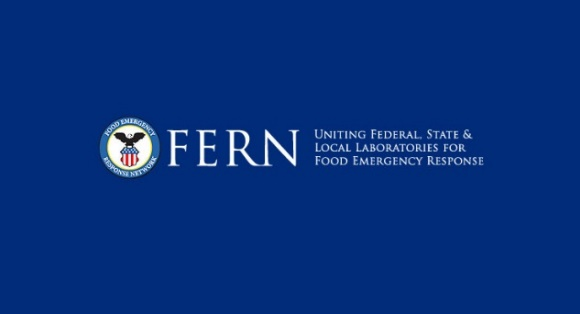 FOOD EMERGENCY
RESPONSE NETWORK
FERN
UNITING FEDERAL, STATE &
LOCAL LABORATORIES FOR
FOOD EMERGENCY RESPONSE